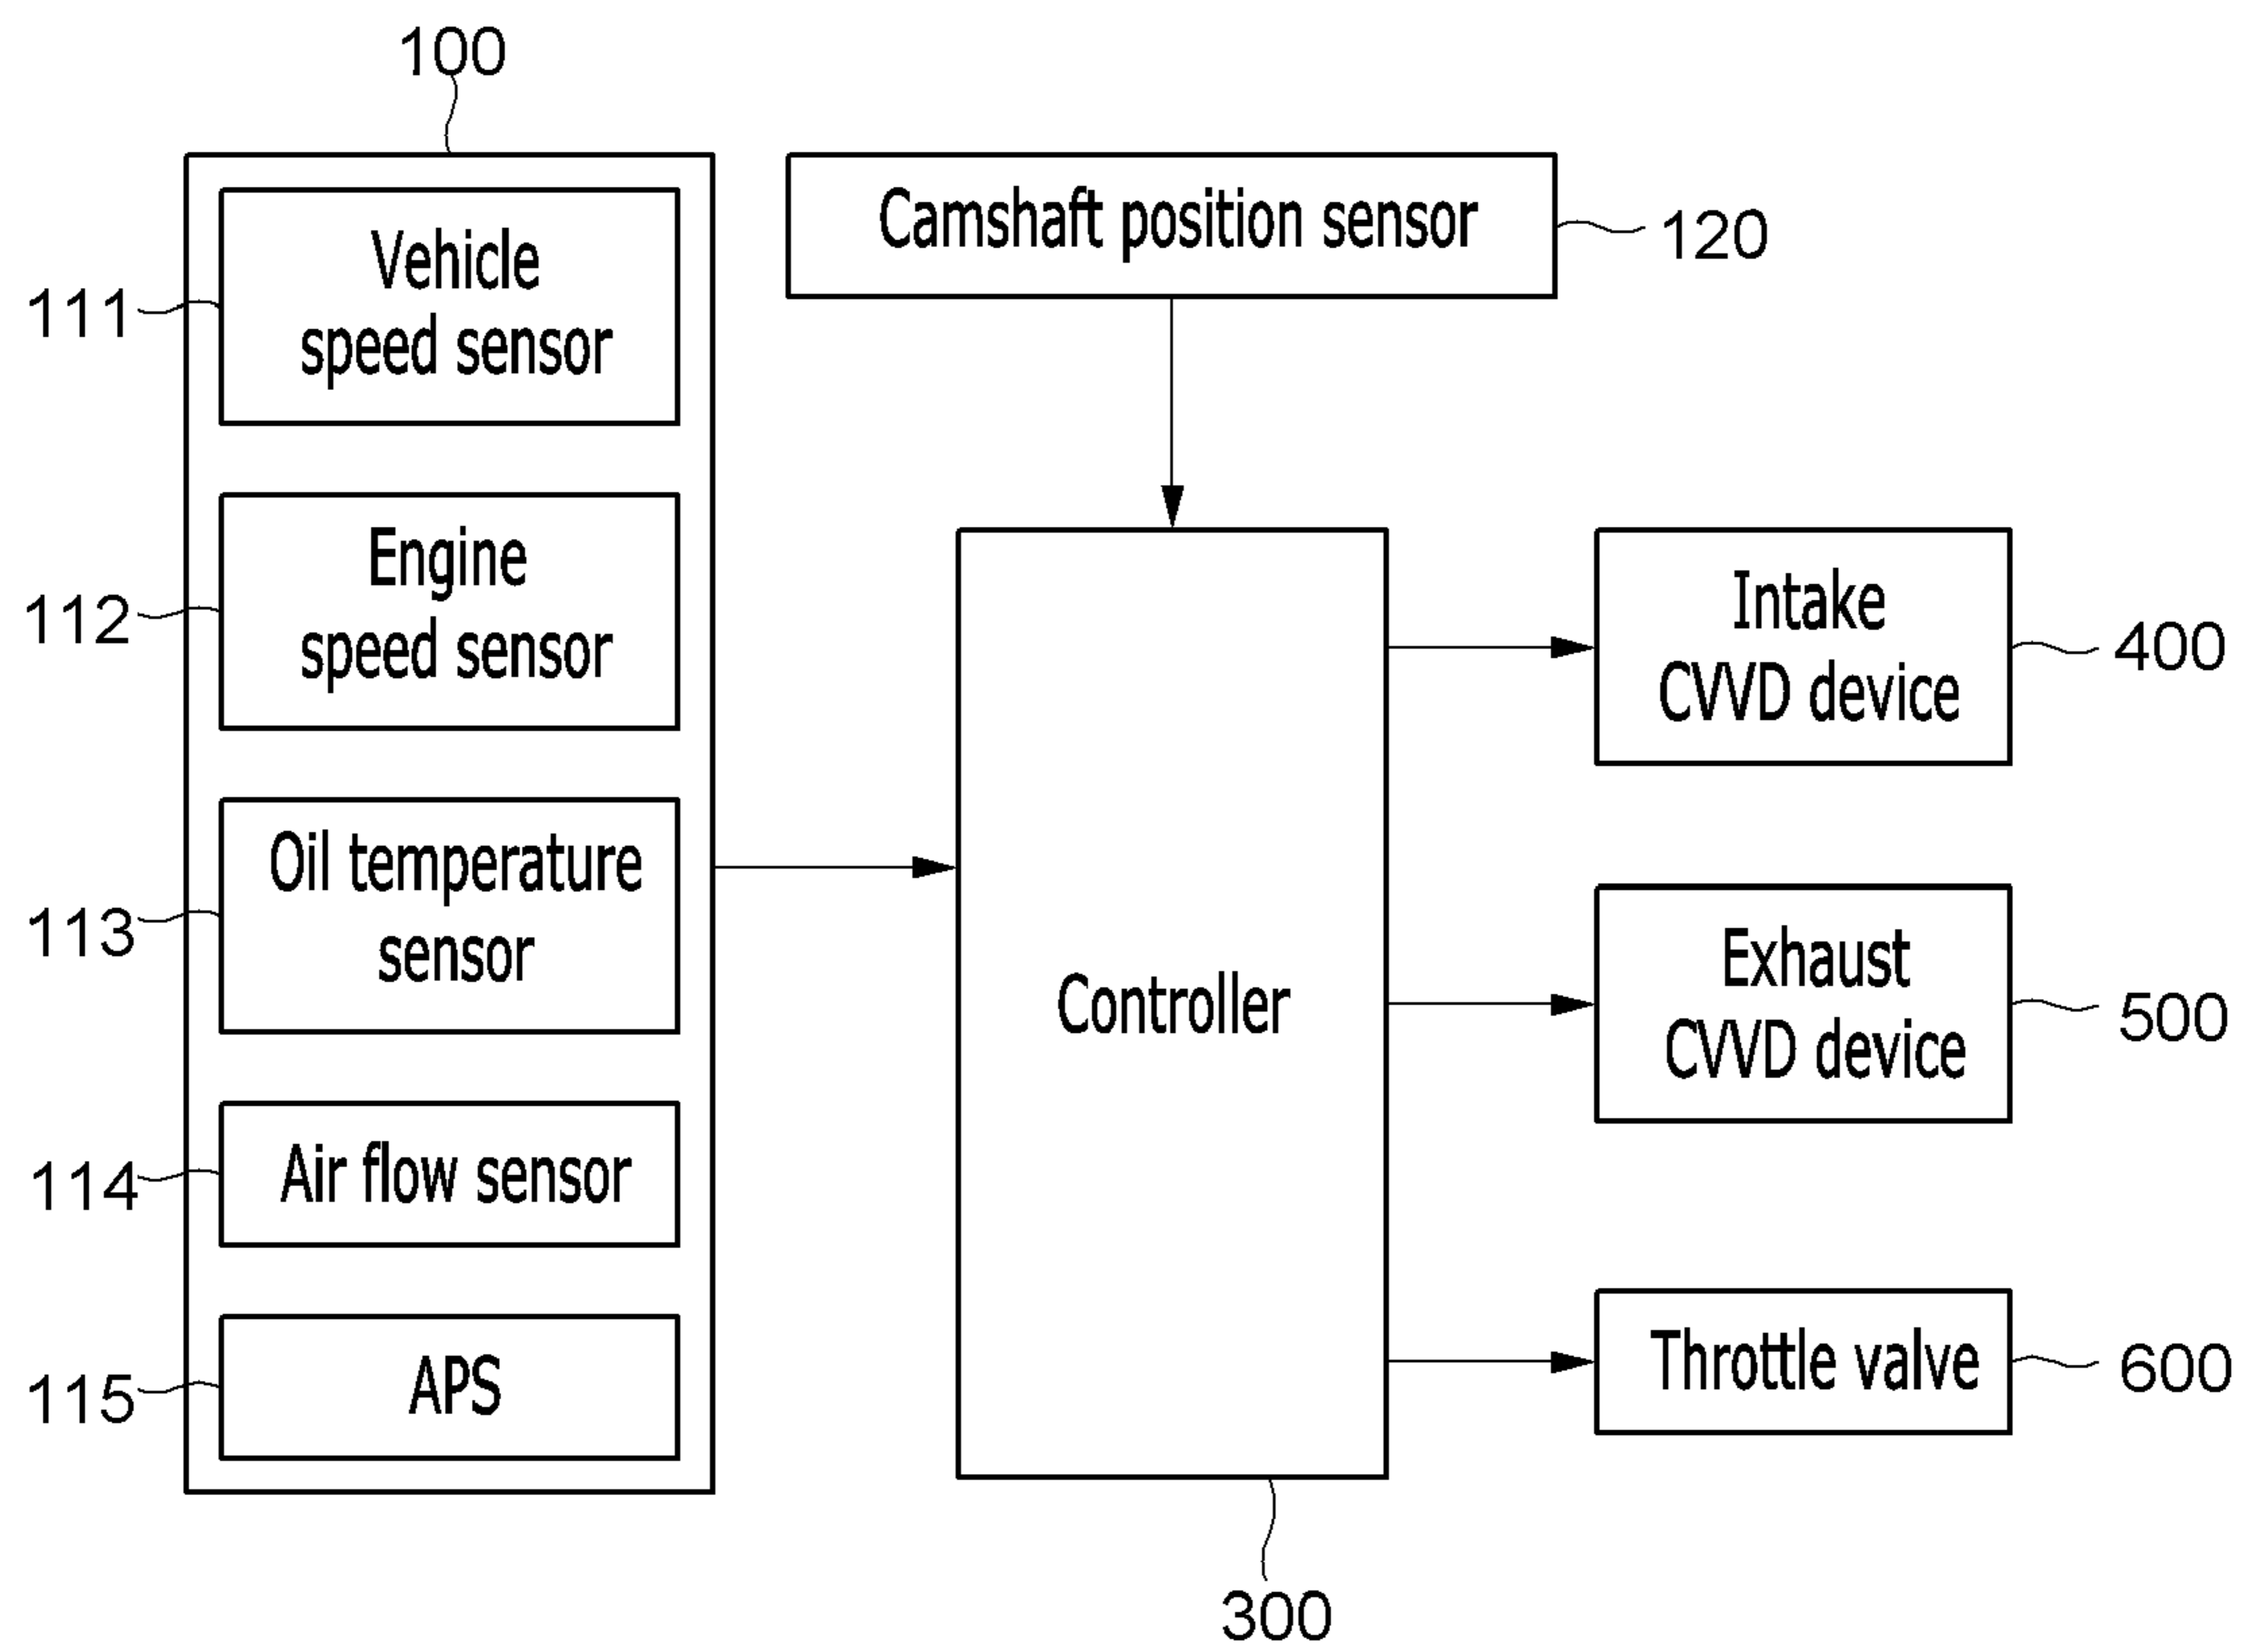 100
Vehicle
speed sensor
111
Engine
speed sensor
112
Oil temperature
sensor
113
Air flow sensor
114
APS
115
Camshaft position sensor
120
Controller
300
Intake
CVVD device
400
Exhaust
CVVD device
500
Throttle valve
600